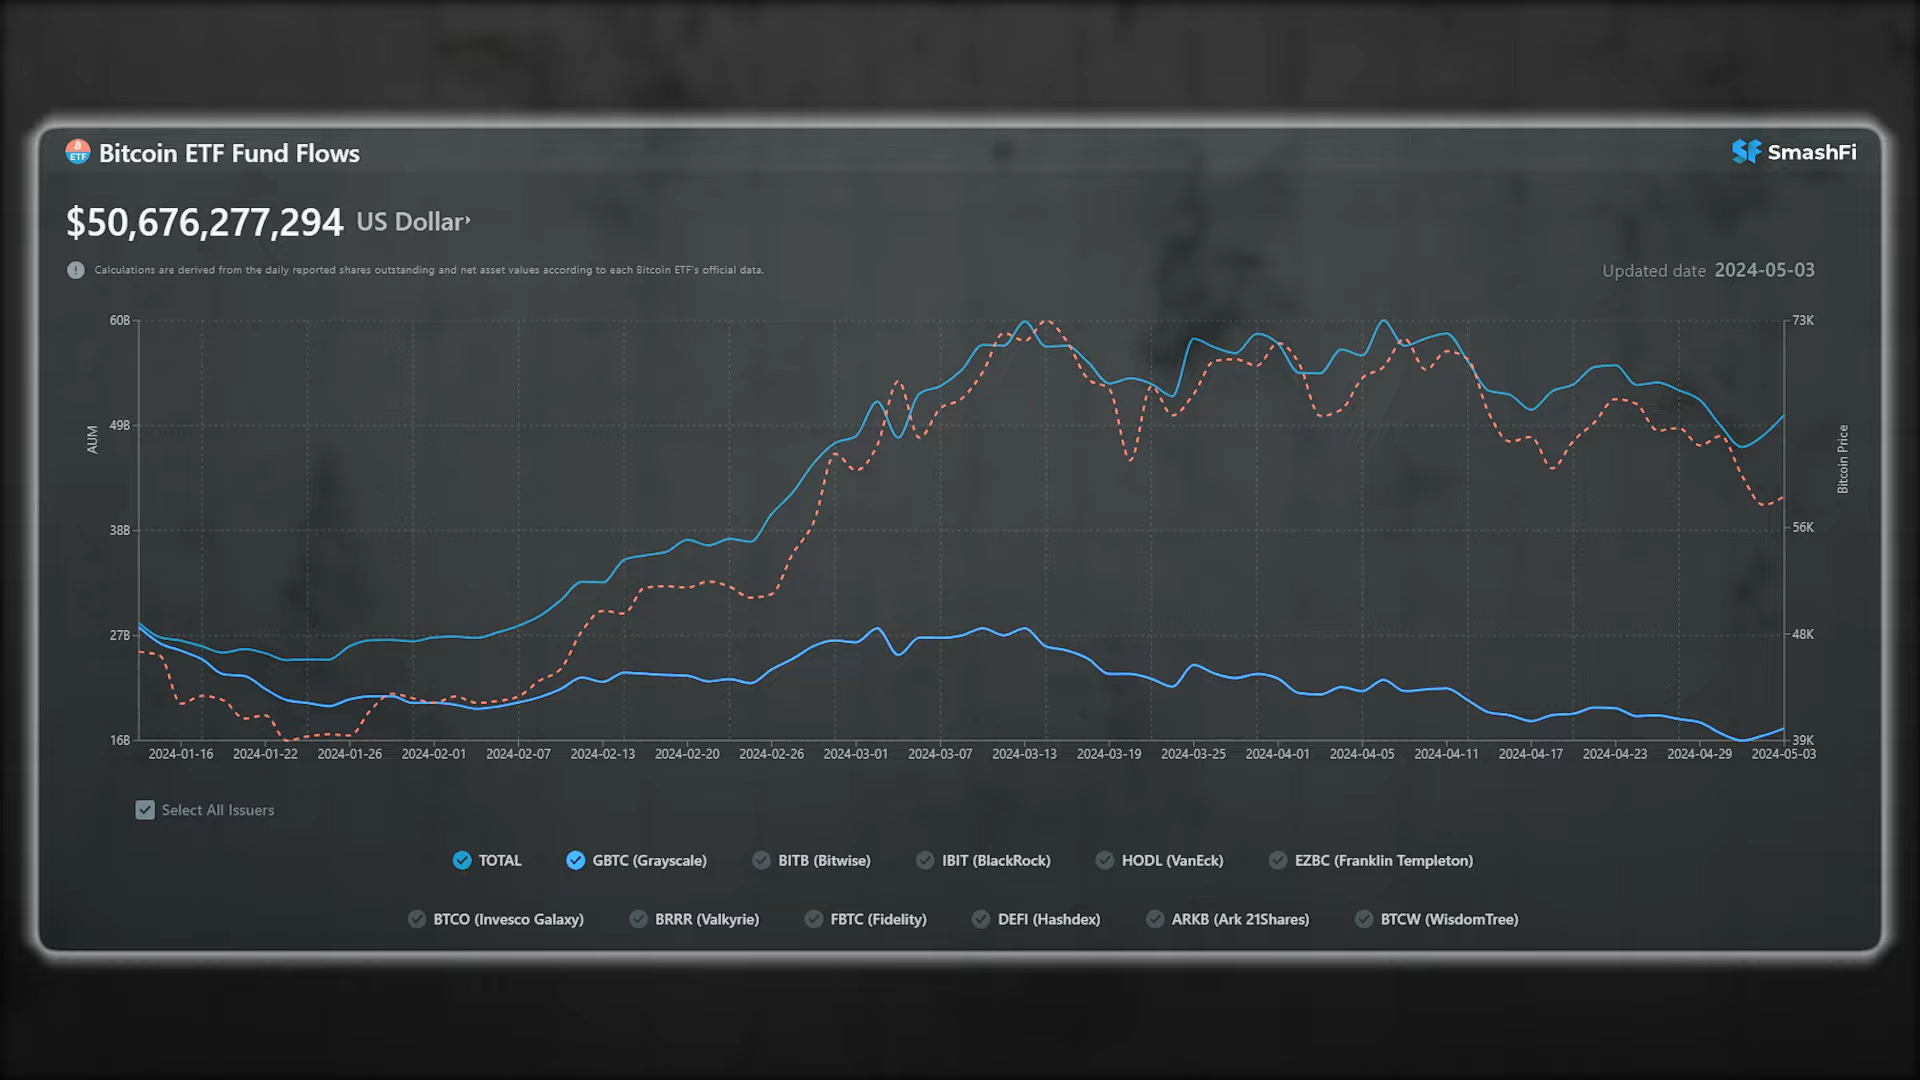 ETF Bitcoin ETF Fund Flows
SmashFi
$50,676,277,294 US Dollar
Calculations are derived from the daily reported shares outstanding and net asset values according to each Bitcoin ETF's official data.
Updated date 2024-05-03
60B
73K
49B
AUM
Bitcoin Price
38B
56K
27B
48K
16B
39K
2024-01-16 2024-01-22 2024-01-26 2024-02-01 2024-02-07 2024-02-13 2024-02-20 2024-02-26 2024-03-01 2024-03-07 2024-03-13 2024-03-19 2024-03-25 2024-04-01 2024-04-05 2024-04-11 2024-04-17 2024-04-23 2024-04-29 2024-05-03
Select All Issuers
TOTAL GBTC (Grayscale) BITB (Bitwise) IBIT (BlackRock) HODL (VanEck) EZBC (Franklin Templeton)
BTCO (Invesco Galaxy) BRRR (Valkyrie) FBTC (Fidelity) DEFI (Hashdex) ARKB (Ark 21Shares) BTCW (WisdomTree)